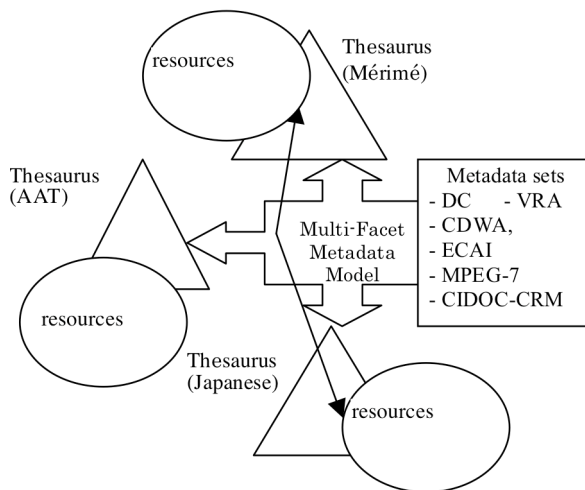 resources
Thesaurus
(Mérimé)
Thesaurus
(AAT)
resources
Multi-Facet
Metadata
Model
Metadata sets
- DC - VRA
- CDWA,
- ECAI
- MPEG-7
- CIDOC-CRM
Thesaurus
(Japanese)
resources